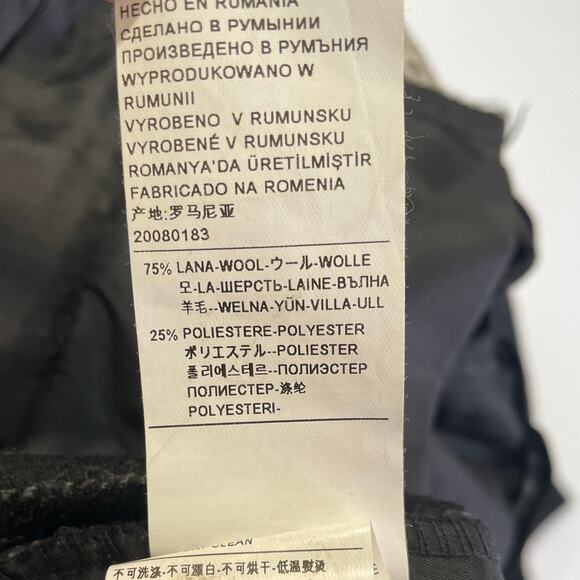 HECHO EN RUMANIA
СДЕЛАНО В РУМЫНИИ
ПРОИЗВЕДЕНО В РУМЪНИЯ
WYPRODUKOWANO W
RUMUNII
VYROBENO V RUMUNSKU
VYROBENÉ V RUMUNSKU
ROMANYA'DA ÜRETİLMİŞTİR
FABRICADO NA ROMENIA
产地:罗马尼亚
20080183
75% LANA-WOOL-ウール-WOLLE
모-LA-ШЕРСТЬ-LAINE-ВЪЛНА
羊毛--WELNA-YÜN-VILLA-ULL
25% POLIESTERE-POLYESTER
ポリエステル--POLIESTER
폴리에스테르--ПОЛИЭСТЕР
ПОЛИЕСТЕР-涤纶
POLYESTERI-
CLEAN
不可洗涤-不可漂白-不可烘干-低温熨烫